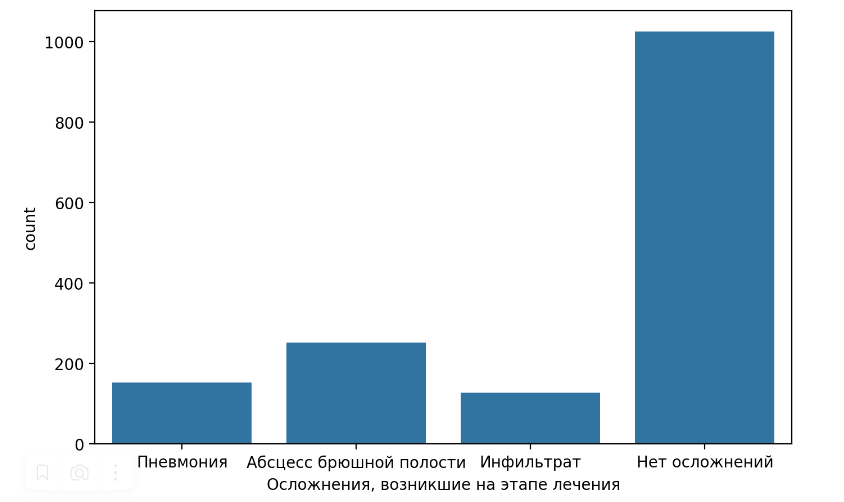 1000
800
600
400
200
0
count
Пневмония Абсцесс брюшной полости Инфильтрат Нет осложнений
Осложнения, возникшие на этапе лечения